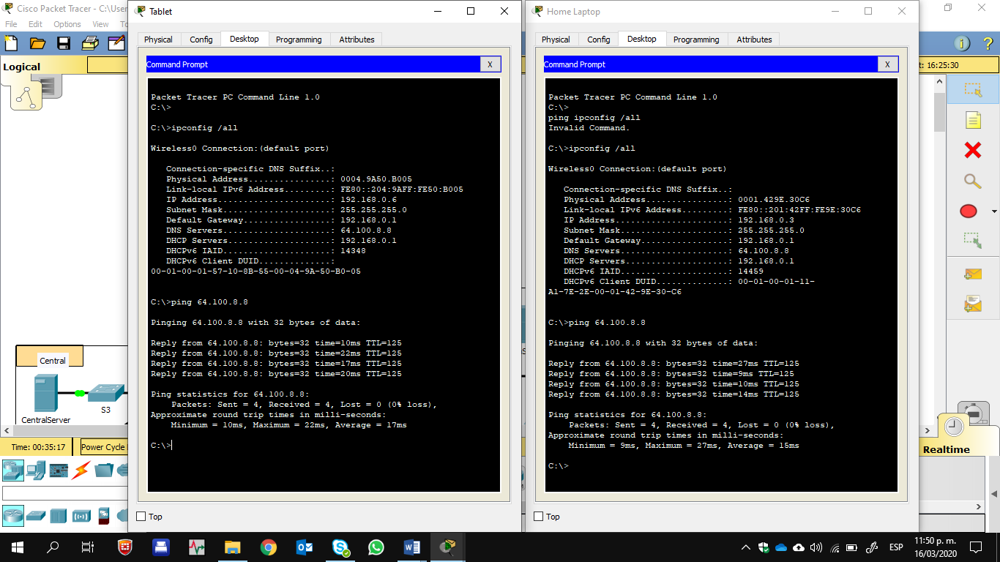 Cisco Packet Tracer - C:\Users
File Edit Options View To
Logical
t: 16:25:30
Central
CentralServer
S3
Time: 00:35:17
Power Cycle
Realtime
Tablet
Physical Config Desktop Programming Attributes
Command Prompt
X
Packet Tracer PC Command Line 1.0
C:\>
C:\>ipconfig /all
Wireless0 Connection:(default port)
Connection-specific DNS Suffix..:
Physical Address................: 0004.9A50.B005
Link-local IPv6 Address.........: FE80::204:9AFF:FE50:B005
IP Address......................: 192.168.0.6
Subnet Mask.....................: 255.255.255.0
Default Gateway.................: 192.168.0.1
DNS Servers.....................: 64.100.8.8
DHCP Servers....................: 192.168.0.1
DHCPv6 IAID.....................: 14348
DHCPv6 Client DUID..............:
00-01-00-01-57-10-8B-55-00-04-9A-50-B0-05
C:\>ping 64.100.8.8
Pinging 64.100.8.8 with 32 bytes of data:
Reply from 64.100.8.8: bytes=32 time=10ms TTL=125
Reply from 64.100.8.8: bytes=32 time=22ms TTL=125
Reply from 64.100.8.8: bytes=32 time=17ms TTL=125
Reply from 64.100.8.8: bytes=32 time=20ms TTL=125
Ping statistics for 64.100.8.8:
Packets: Sent = 4, Received = 4, Lost = 0 (0% loss),
Approximate round trip times in milli-seconds:
Minimum = 10ms, Maximum = 22ms, Average = 17ms
C:\>
Top
Home Laptop
Physical Config Desktop Programming Attributes
Command Prompt
X
Packet Tracer PC Command Line 1.0
C:\>
ping ipconfig /all
Invalid Command.
C:\>ipconfig /all
Wireless0 Connection:(default port)
Connection-specific DNS Suffix..:
Physical Address................: 0001.429E.30C6
Link-local IPv6 Address.........: FE80::201:42FF:FE9E:30C6
IP Address......................: 192.168.0.3
Subnet Mask.....................: 255.255.255.0
Default Gateway.................: 192.168.0.1
DNS Servers.....................: 64.100.8.8
DHCP Servers....................: 192.168.0.1
DHCPv6 IAID.....................: 14459
DHCPv6 Client DUID..............: 00-01-00-01-11-
A1-7E-2E-00-01-42-9E-30-C6
C:\>ping 64.100.8.8
Pinging 64.100.8.8 with 32 bytes of data:
Reply from 64.100.8.8: bytes=32 time=27ms TTL=125
Reply from 64.100.8.8: bytes=32 time=9ms TTL=125
Reply from 64.100.8.8: bytes=32 time=10ms TTL=125
Reply from 64.100.8.8: bytes=32 time=14ms TTL=125
Ping statistics for 64.100.8.8:
Packets: Sent = 4, Received = 4, Lost = 0 (0% loss),
Approximate round trip times in milli-seconds:
Minimum = 9ms, Maximum = 27ms, Average = 15ms
C:\>
Top
ESP
11:50 p. m.
16/03/2020